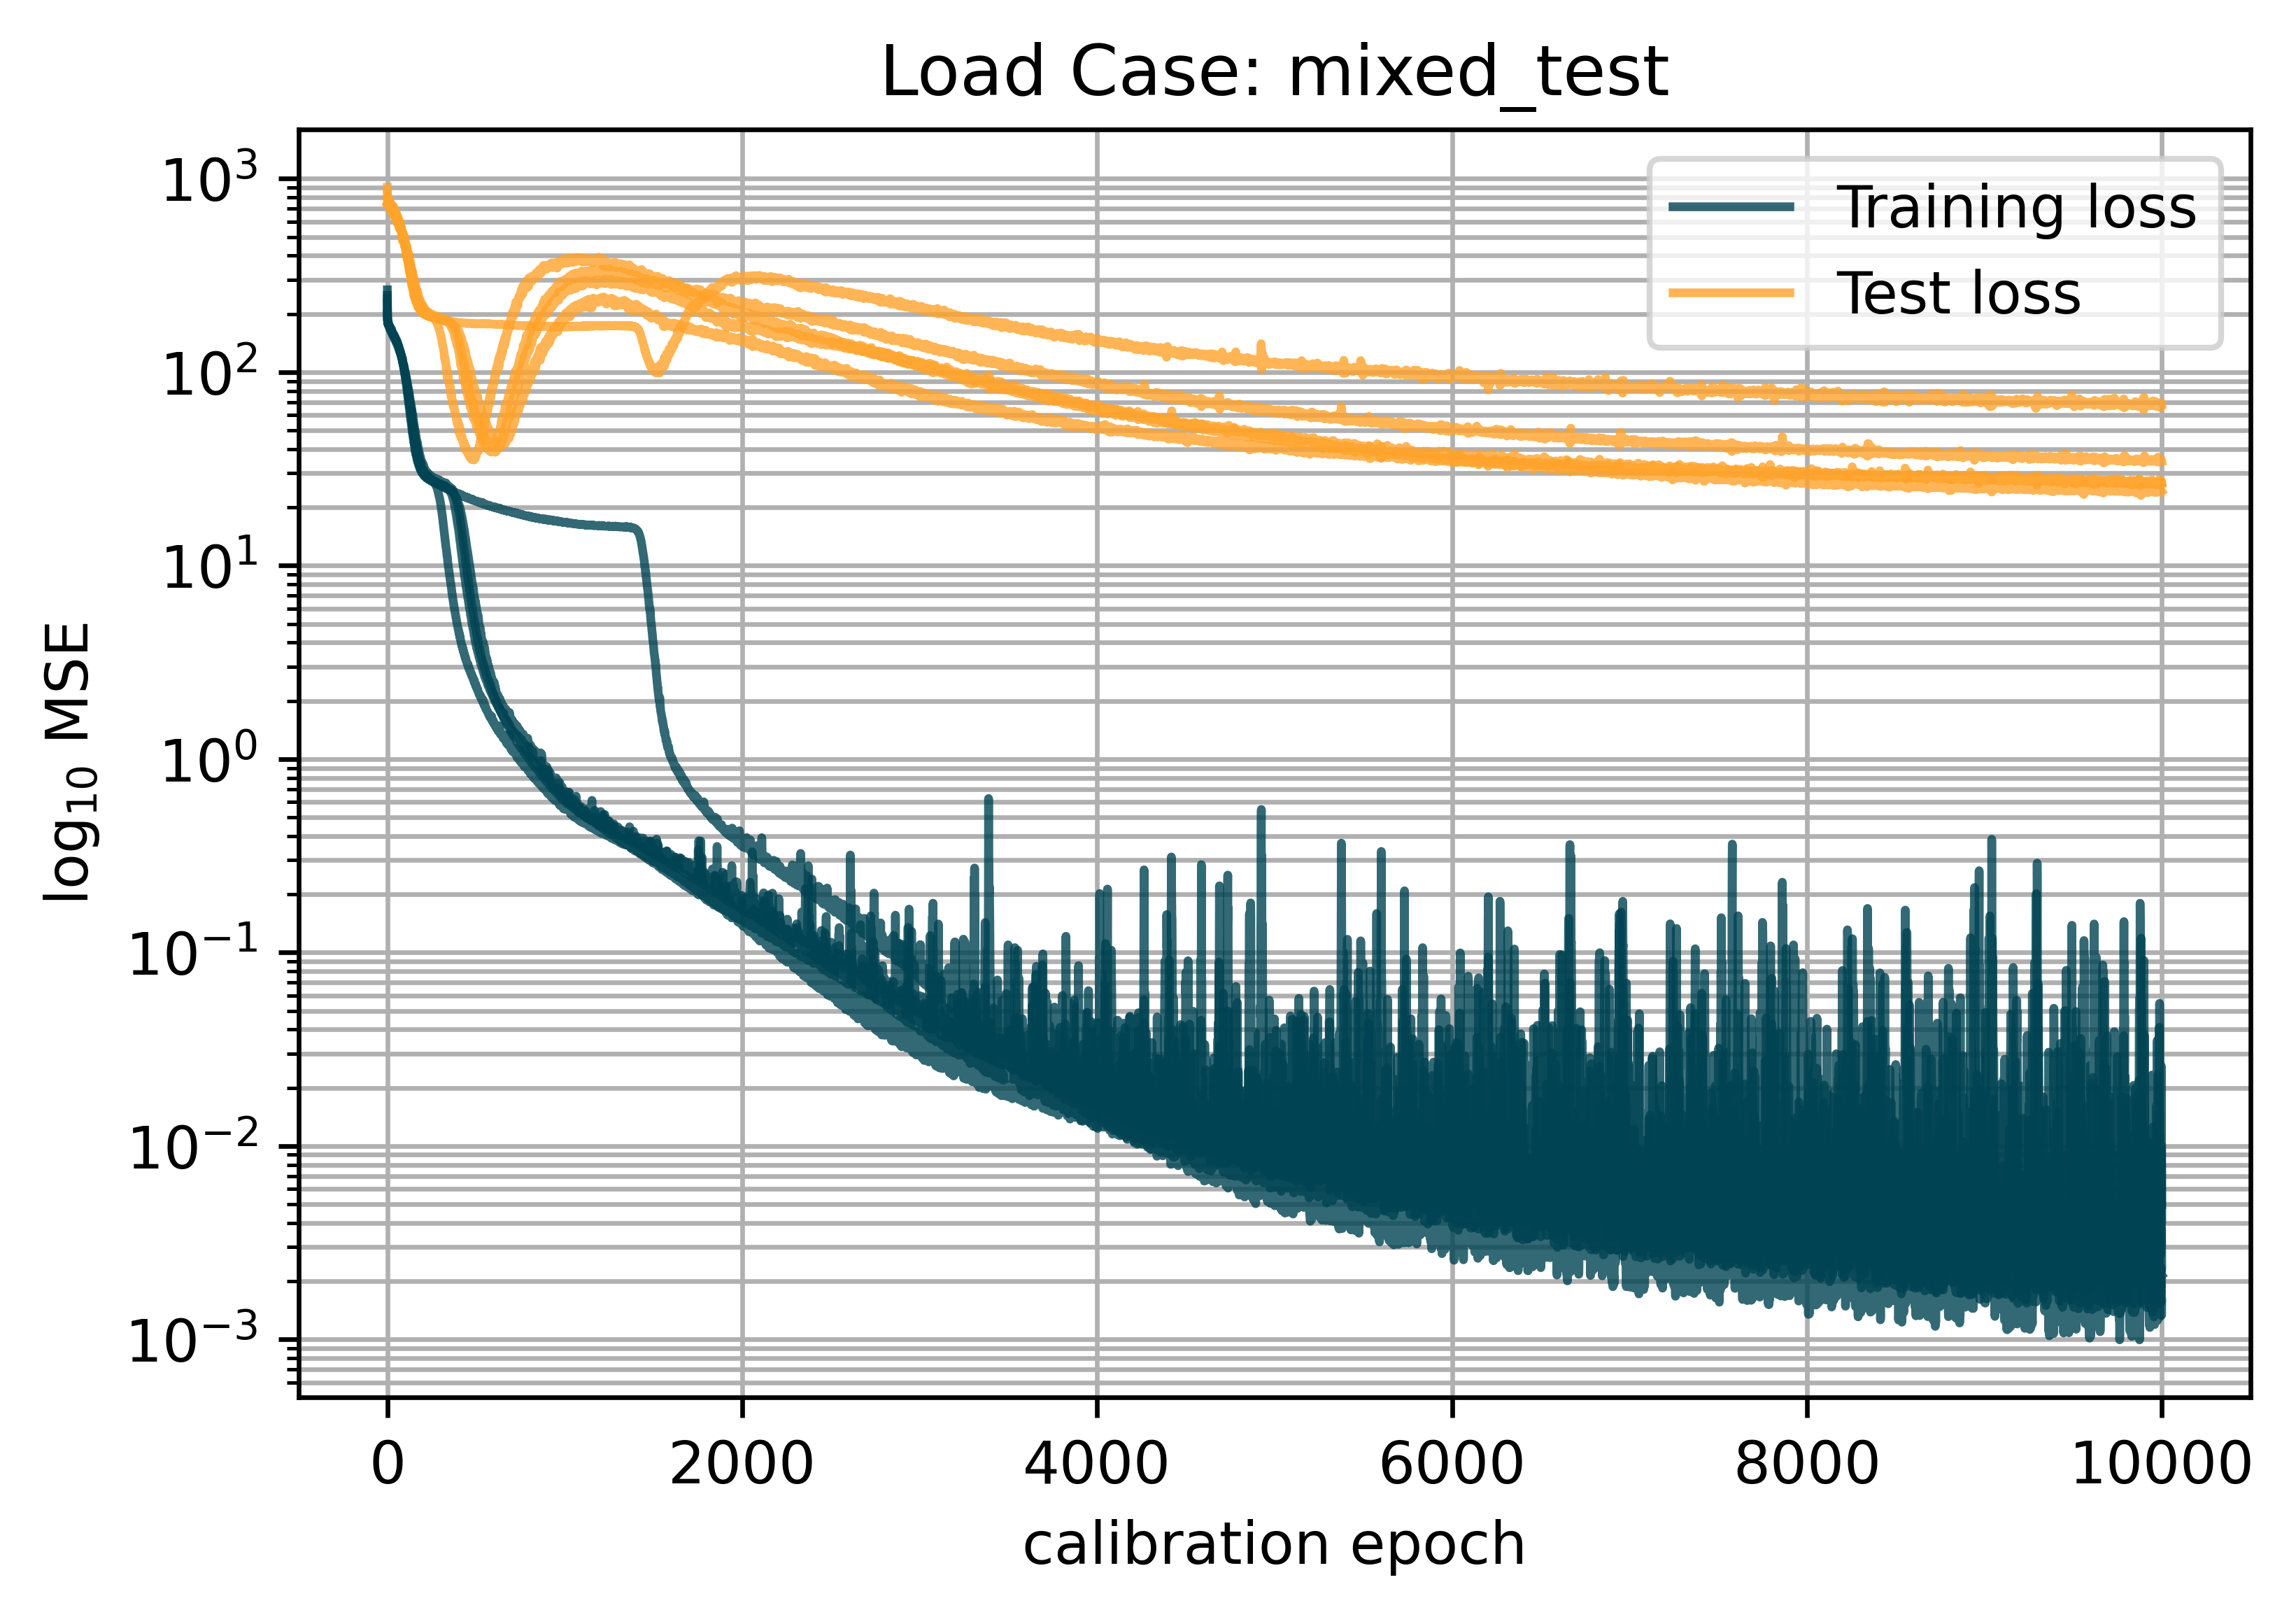 Load Case: mixed_test
Training loss
Test loss
10³
10²
10¹
10⁰
10⁻¹
10⁻²
10⁻³
log₁₀ MSE
0 2000 4000 6000 8000 10000
calibration epoch